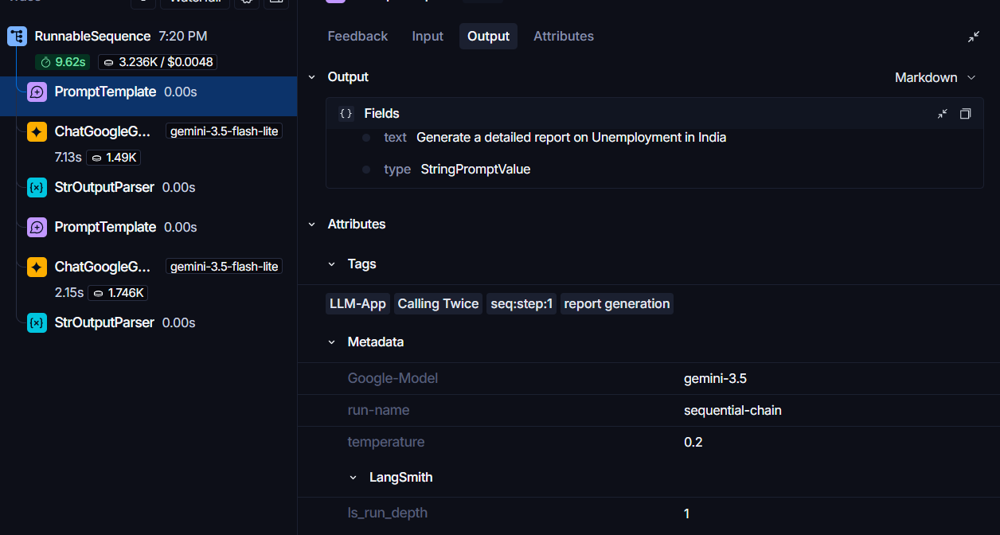 RunnableSequence 7:20 PM
9.62s 3.236K / $0.0048
PromptTemplate 0.00s
ChatGoogleG... gemini-3.5-flash-lite
7.13s 1.49K
StrOutputParser 0.00s
PromptTemplate 0.00s
ChatGoogleG... gemini-3.5-flash-lite
2.15s 1.746K
StrOutputParser 0.00s
Feedback Input Output Attributes
Output Markdown
{} Fields
text Generate a detailed report on Unemployment in India
type StringPromptValue
Attributes
Tags
LLM-App Calling Twice seq:step:1 report generation
Metadata
Google-Model gemini-3.5
run-name sequential-chain
temperature 0.2
LangSmith
ls_run_depth 1